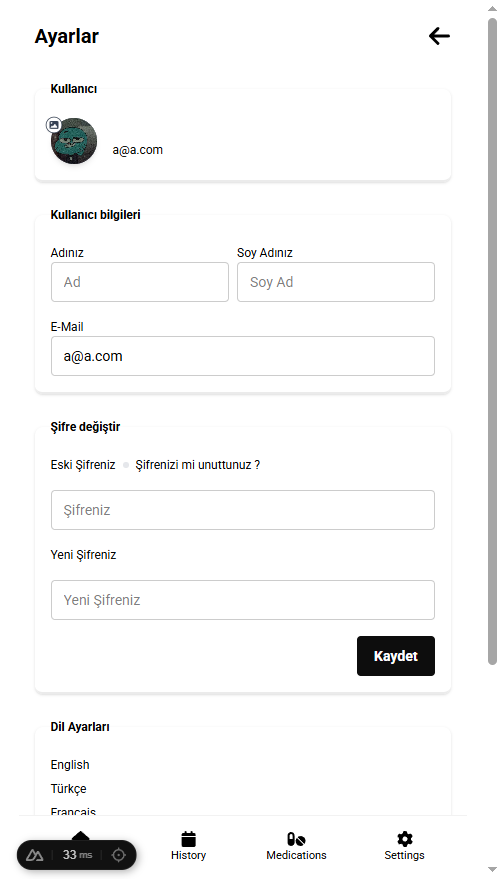 Ayarlar
Kullanıcı
a@a.com
Kullanıcı bilgileri
Adınız Soy Adınız
Ad Soy Ad
E-Mail
a@a.com
Şifre değiştir
Eski Şifreniz Şifrenizi mi unuttunuz ?
Şifreniz
Yeni Şifreniz
Yeni Şifreniz
Kaydet
Dil Ayarları
English
Türkçe
Français
33 ms
History Medications Settings